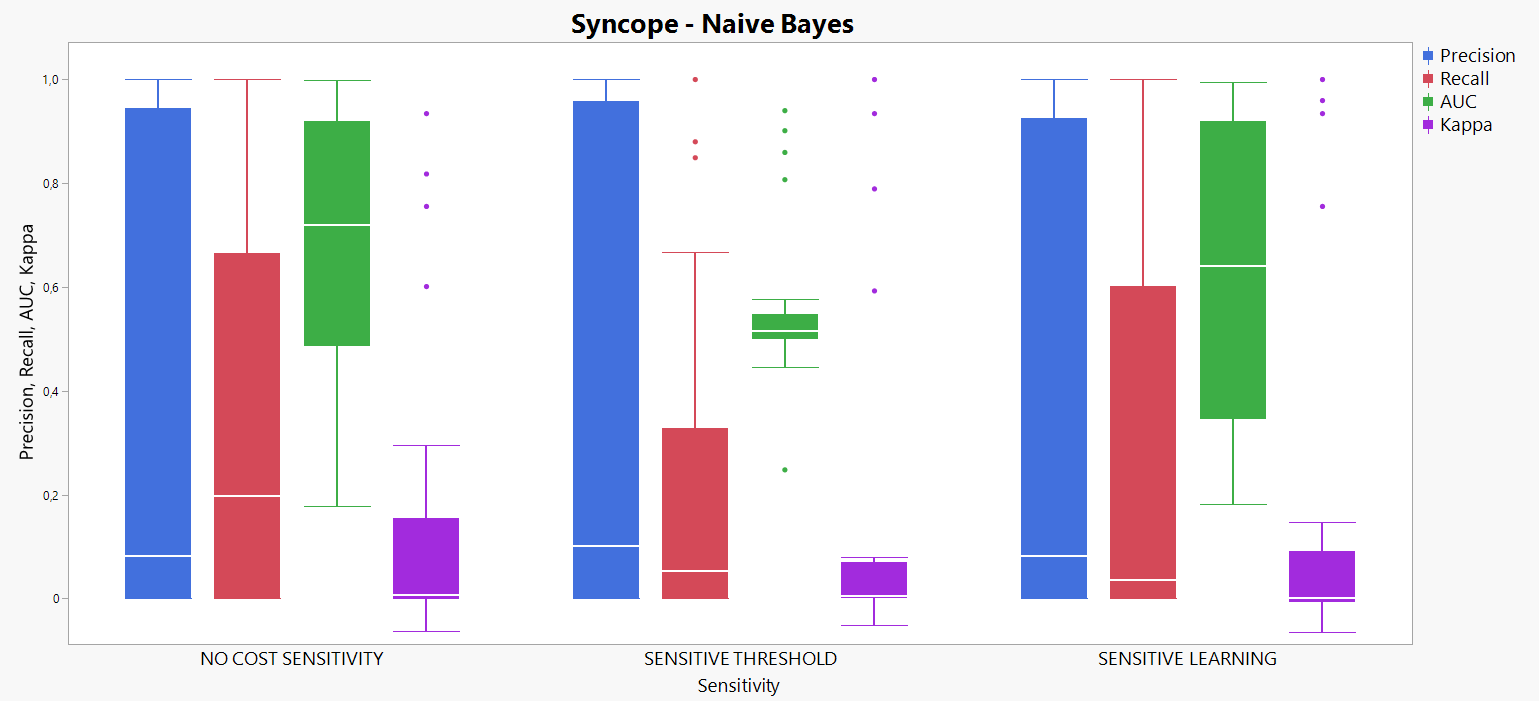 Syncope - Naive Bayes
Precision
Recall
AUC
Kappa
Precision, Recall, AUC, Kappa
1,0
0,8
0,6
0,4
0,2
0
NO COST SENSITIVITY
SENSITIVE THRESHOLD
SENSITIVE LEARNING
Sensitivity